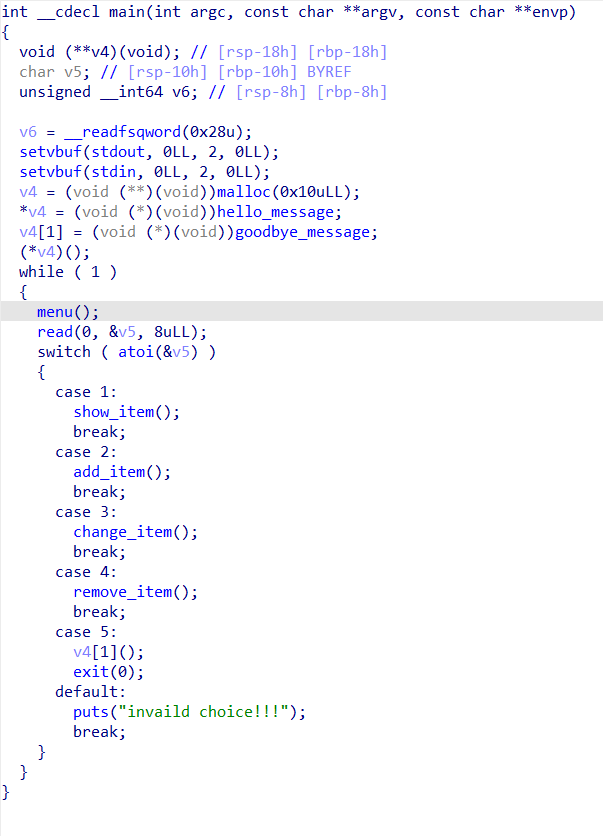 int __cdecl main(int argc, const char **argv, const char **envp)
{
  void (**v4)(void); // [rsp-18h] [rbp-18h]
  char v5; // [rsp-10h] [rbp-10h] BYREF
  unsigned __int64 v6; // [rsp-8h] [rbp-8h]

  v6 = __readfsqword(0x28u);
  setvbuf(stdout, 0LL, 2, 0LL);
  setvbuf(stdin, 0LL, 2, 0LL);
  v4 = (void (**)(void))malloc(0x10uLL);
  *v4 = (void (*)(void))hello_message;
  v4[1] = (void (*)(void))goodbye_message;
  (*v4)();
  while ( 1 )
  {
    menu();
    read(0, &v5, 8uLL);
    switch ( atoi(&v5) )
    {
      case 1:
        show_item();
        break;
      case 2:
        add_item();
        break;
      case 3:
        change_item();
        break;
      case 4:
        remove_item();
        break;
      case 5:
        v4[1]();
        exit(0);
      default:
        puts("invaild choice!!!");
        break;
    }
  }
}